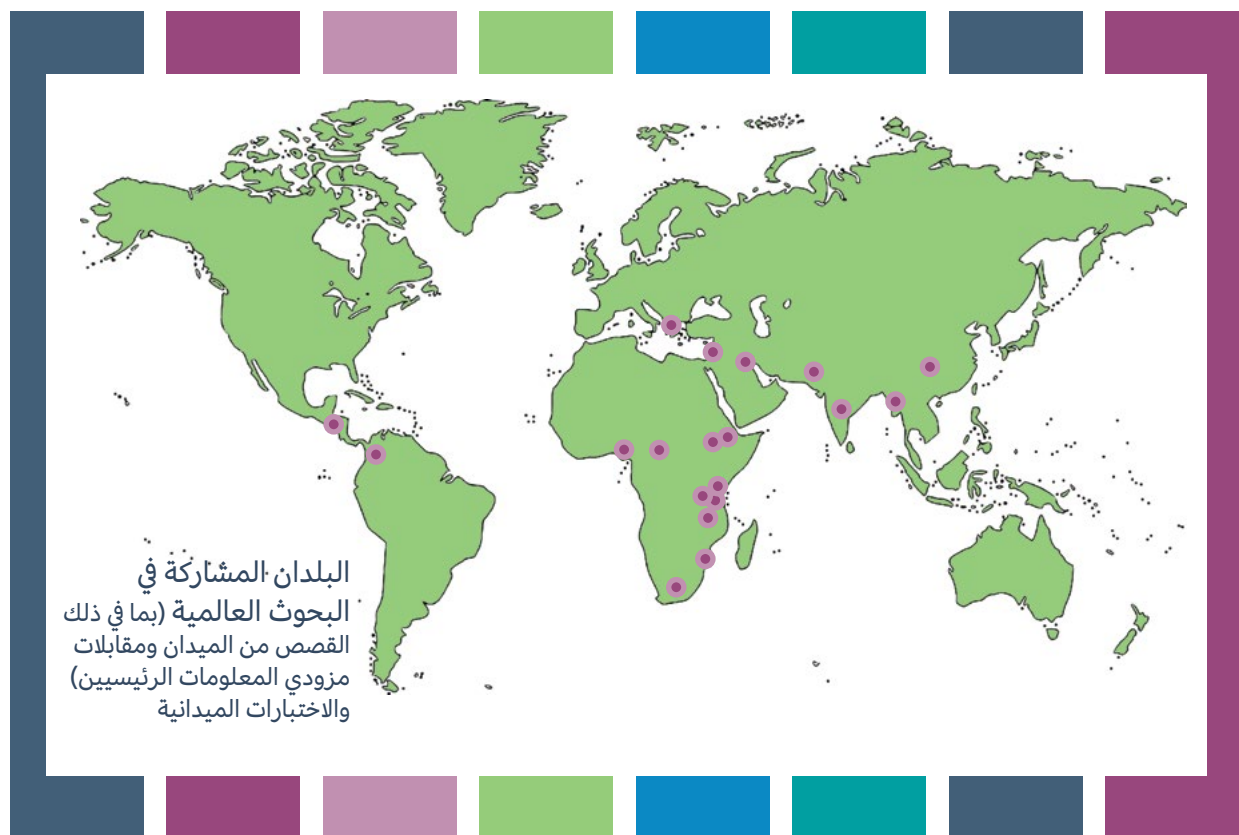 البلدان المشاركة في
البحوث العالمية (بما في ذلك
القصص من الميدان ومقابلات
مزودي المعلومات الرئيسيين)
والاختبارات الميدانية